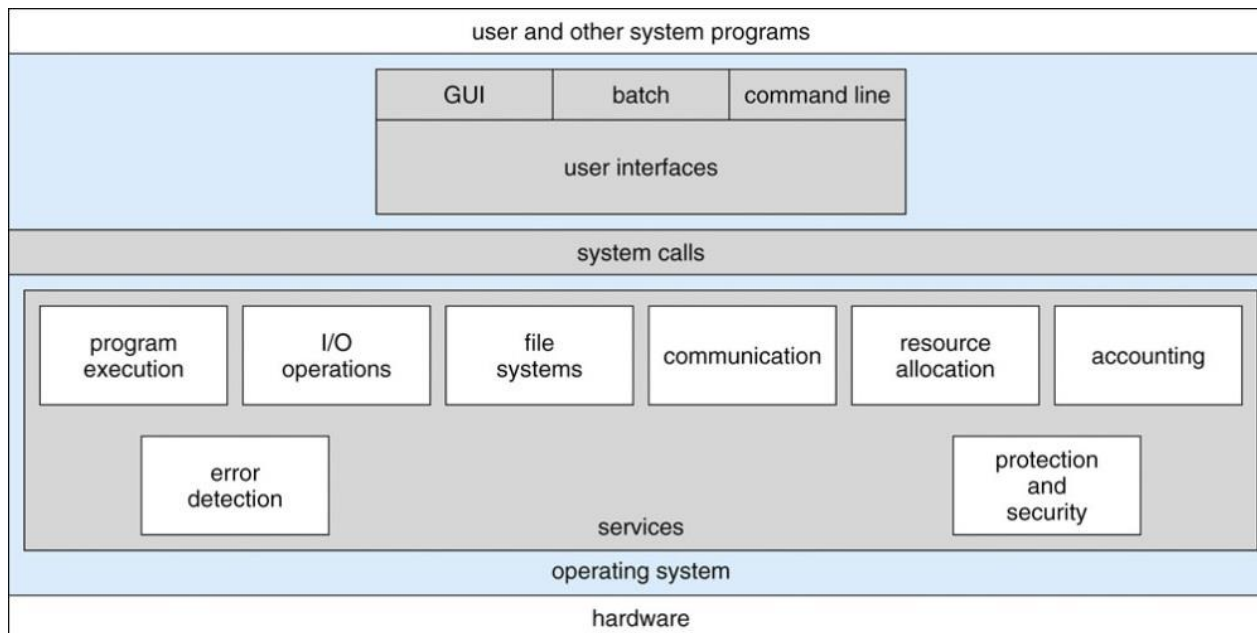 user and other system programs
GUI
batch
command line
user interfaces
system calls
program
execution
I/O
operations
file
systems
communication
resource
allocation
accounting
error
detection
protection
and
security
services
operating system
hardware